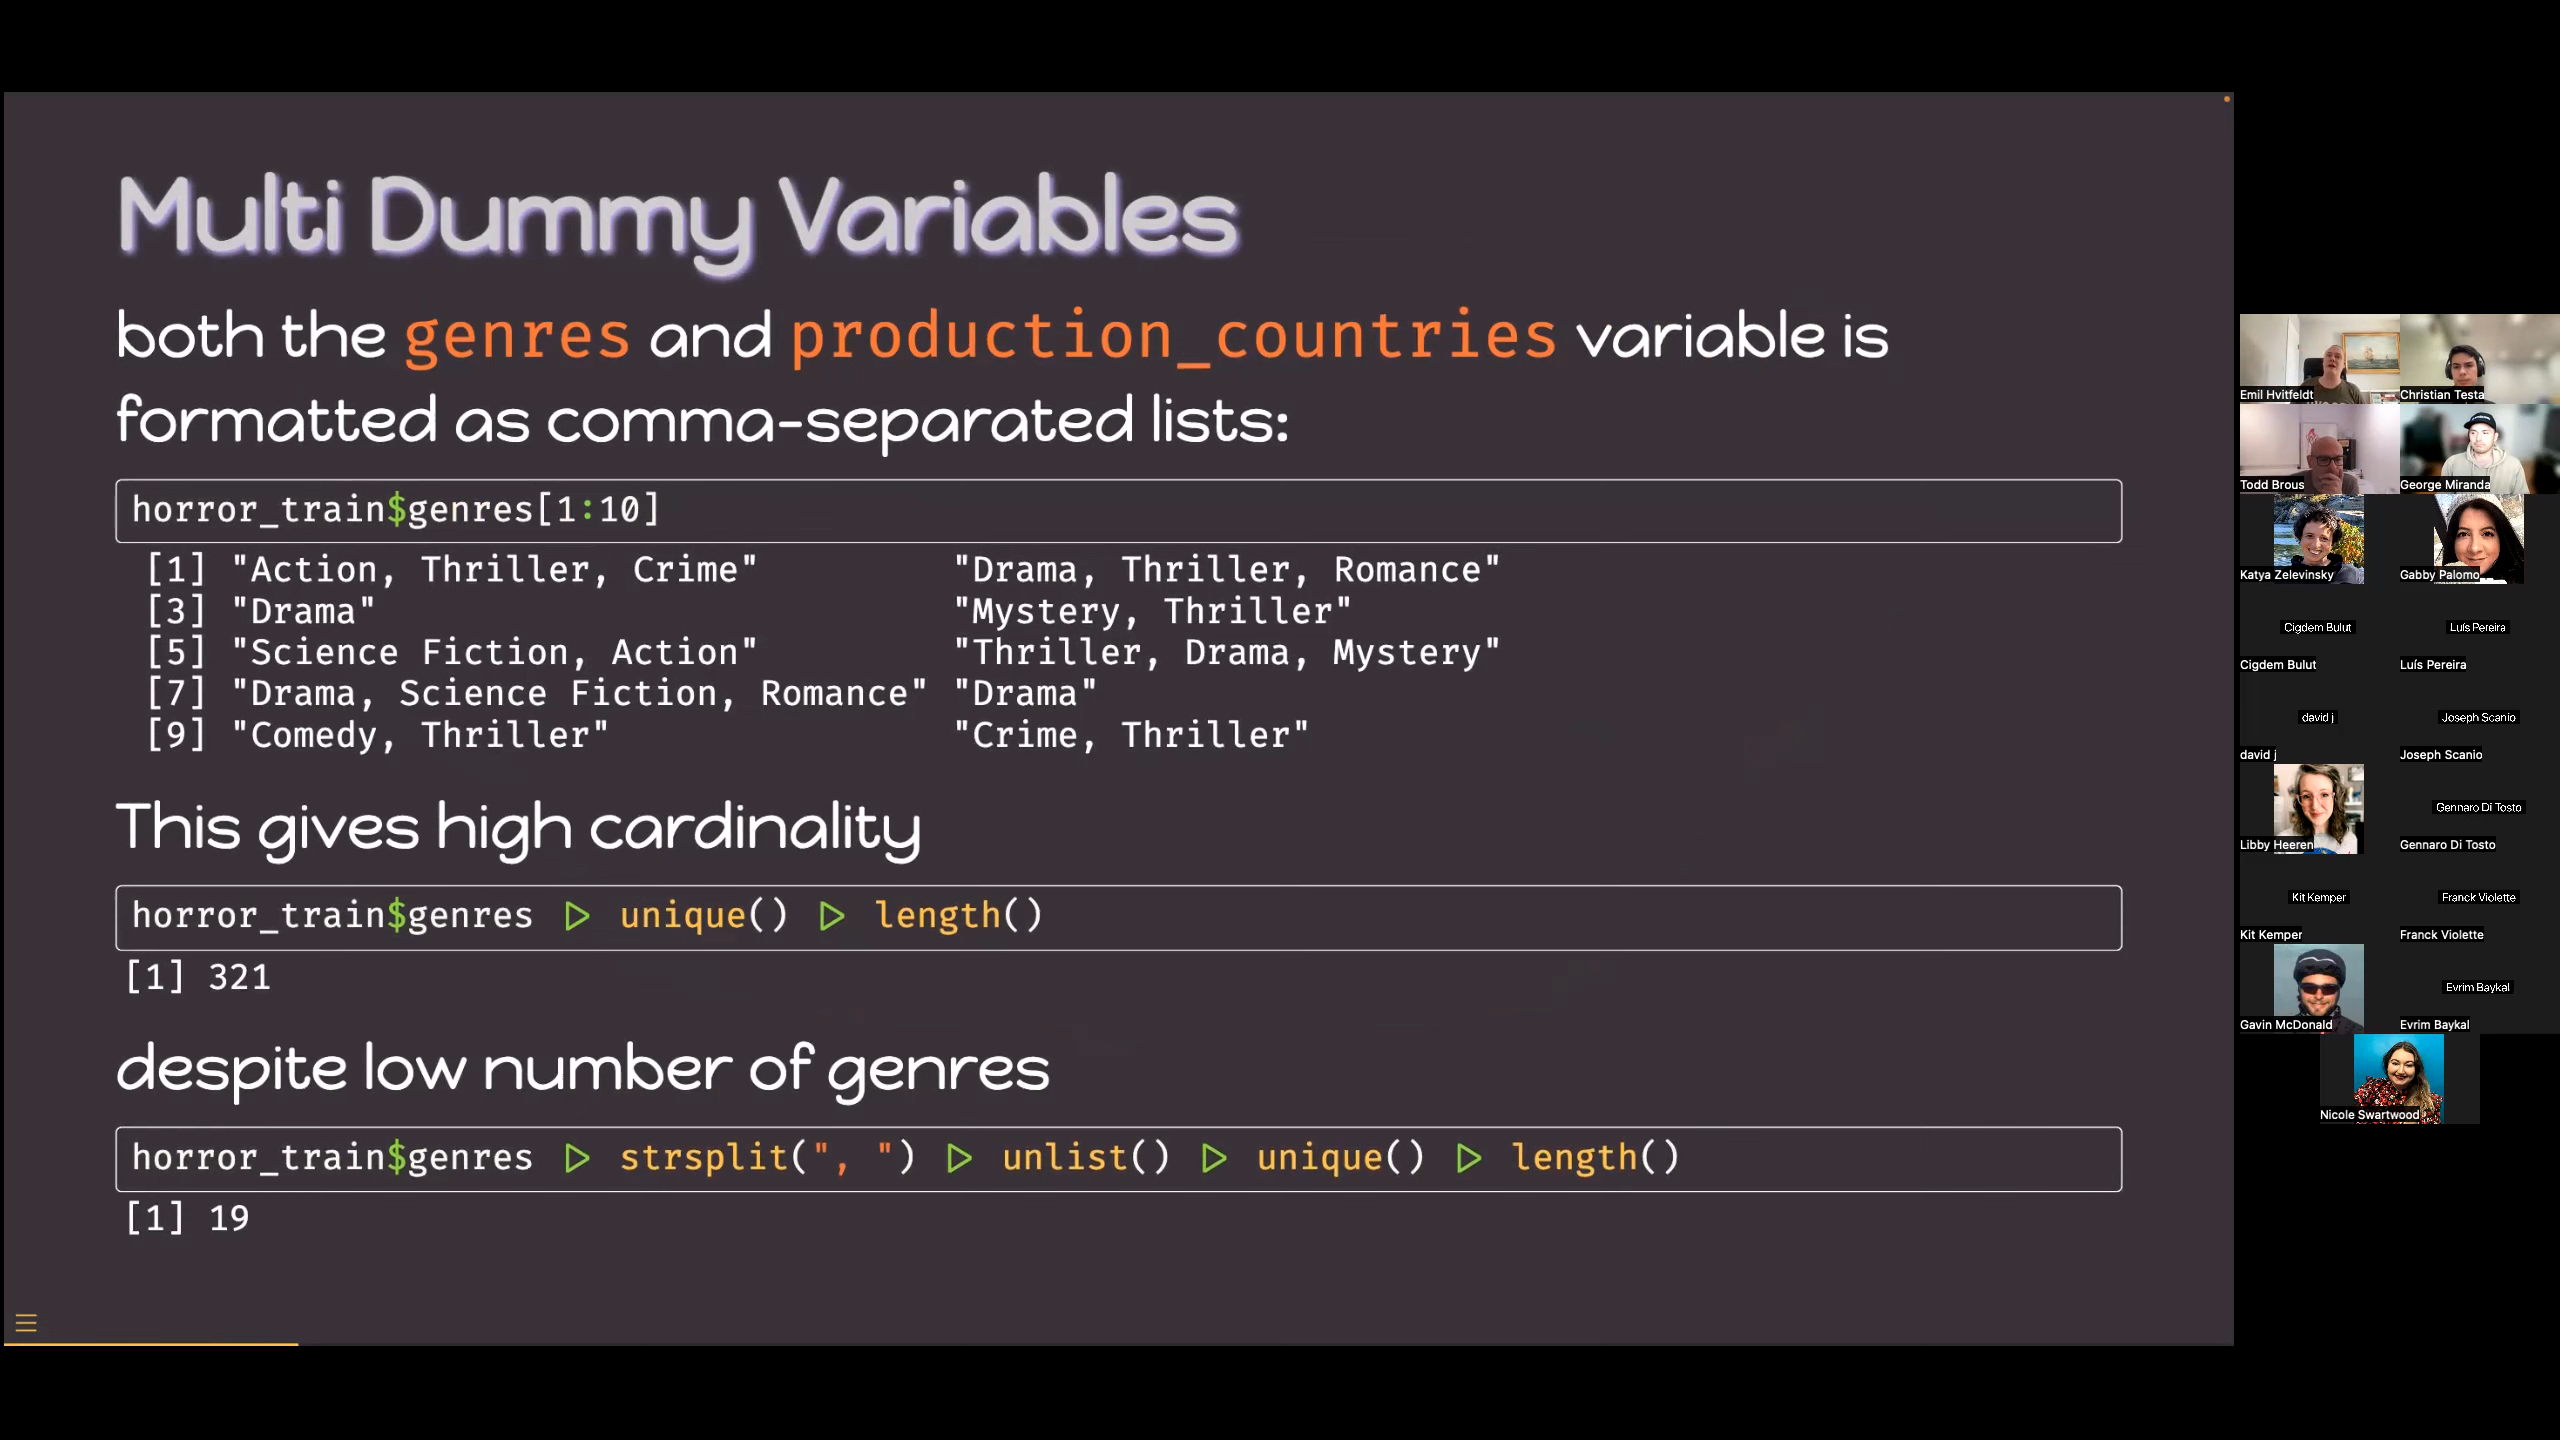 Multi Dummy Variables
both the genres and production_countries variable is
formatted as comma-separated lists:
horror_train$genres[1:10]
[1] "Action, Thriller, Crime" "Drama, Thriller, Romance"
[3] "Drama" "Mystery, Thriller"
[5] "Science Fiction, Action" "Thriller, Drama, Mystery"
[7] "Drama, Science Fiction, Romance" "Drama"
[9] "Comedy, Thriller" "Crime, Thriller"
This gives high cardinality
horror_train$genres ▷ unique() ▷ length()
[1] 321
despite low number of genres
horror_train$genres ▷ strsplit(", ") ▷ unlist() ▷ unique() ▷ length()
[1] 19
Emil Hvitfeldt
Christian Testa
Todd Brous
George Miranda
Katya Zelevinsky
Gabby Palomo
Cigdem Bulut
Luís Pereira
Cigdem Bulut
Luís Pereira
david j
Joseph Scanio
david j
Joseph Scanio
Gennaro Di Tosto
Libby Heeren
Gennaro Di Tosto
Kit Kemper
Franck Violette
Kit Kemper
Franck Violette
Evrim Baykal
Gavin McDonald
Evrim Baykal
Nicole Swartwood